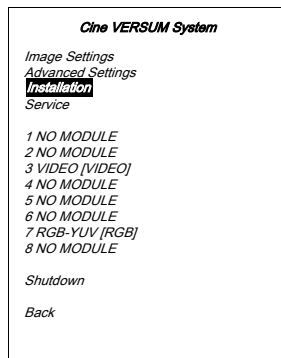 Cine VERSUM System
Image Settings
Advanced Settings
Installation
Service
1 NO MODULE
2 NO MODULE
3 VIDEO [VIDEO]
4 NO MODULE
5 NO MODULE
6 NO MODULE
7 RGB-YUV [RGB]
8 NO MODULE
Shutdown
Back